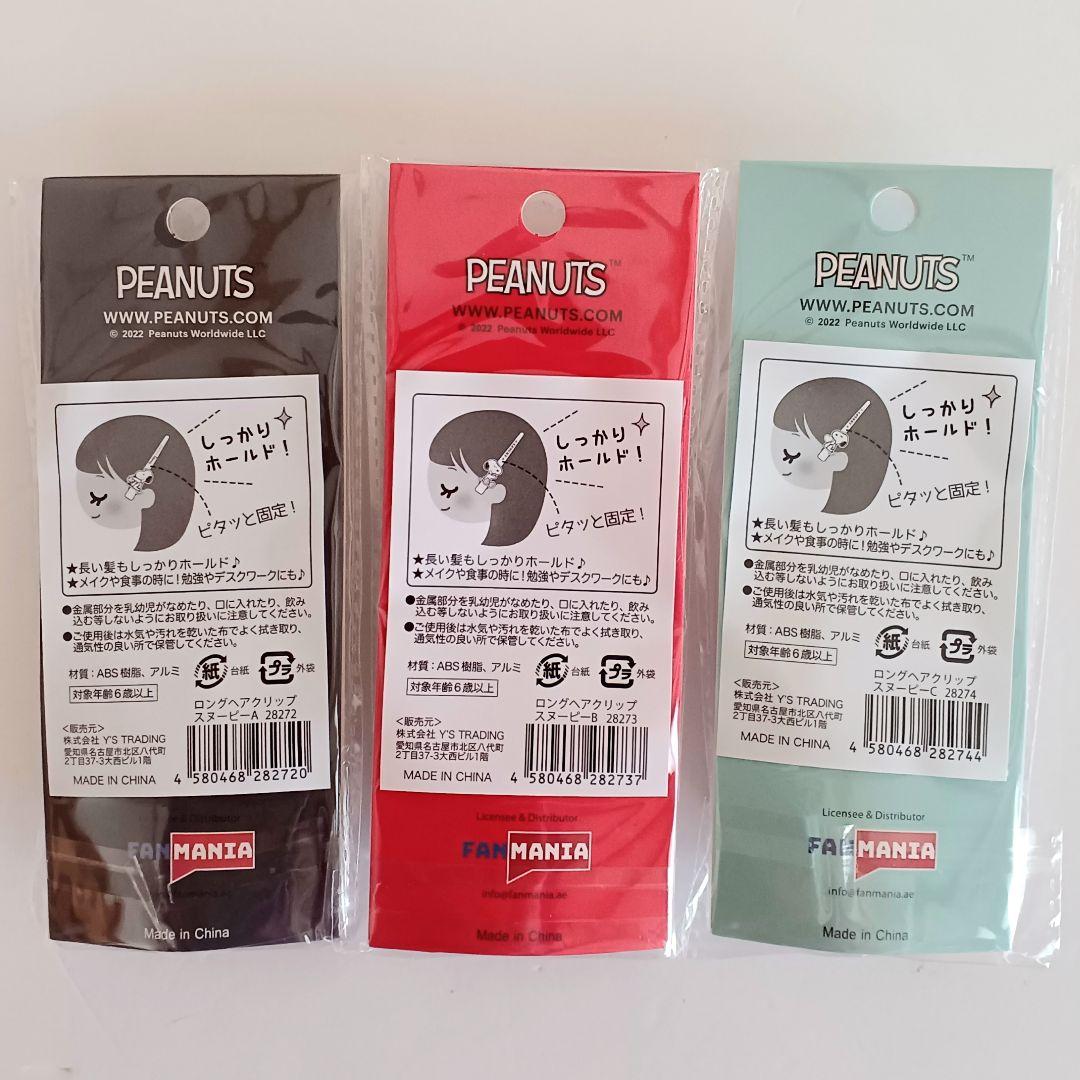 PEANUTS
WWW.PEANUTS.COM
© 2022 Peanuts Worldwide LLC
しっかり
ホールド!
ピタッと固定!
★長い髪もしっかりホールド♪
★メイクや食事の時に!勉強やデスクワークにも♪
●金属部分を乳幼児がなめたり、口に入れたり、飲み
込む等しないようにお取り扱いに注意してください。
●ご使用後は水気や汚れを乾いた布でよく拭き取り、
通気性の良い所で保管してください。
材質:ABS樹脂、アルミ
紙 台紙 プラ 外袋
対象年齢6歳以上
ロングヘアクリップ
スヌーピーA 28272
<販売元>
株式会社 Y'S TRADING
愛知県名古屋市北区八代町
2丁目37-3大西ビル1階
MADE IN CHINA
4 580468 282720
FANMANIA
Made in China
PEANUTS™
WWW.PEANUTS.COM
© 2022 Peanuts Worldwide LLC
しっかり
ホールド!
ピタッと固定!
★長い髪もしっかりホールド♪
★メイクや食事の時に!勉強やデスクワークにも♪
●金属部分を乳幼児がなめたり、口に入れたり、飲み
込む等しないようにお取り扱いに注意してください。
●ご使用後は水気や汚れを乾いた布でよく拭き取り、
通気性の良い所で保管してください。
材質:ABS樹脂、アルミ
紙 台紙 プラ 外袋
対象年齢6歳以上
ロングヘアクリップ
スヌーピーB 28273
<販売元>
株式会社 Y'S TRADING
愛知県名古屋市北区八代町
2丁目37-3大西ビル1階
MADE IN CHINA
4 580468 282737
Licensee & Distributor
FANMANIA
info@fanmania.ae
Made in China
PEANUTS™
WWW.PEANUTS.COM
© 2022 Peanuts Worldwide LLC
しっかり
ホールド!
ピタッと固定!
★長い髪もしっかりホールド♪
★メイクや食事の時に!勉強やデスクワークにも♪
●金属部分を乳幼児がなめたり、口に入れたり、飲み
込む等しないようにお取り扱いに注意してください。
●ご使用後は水気や汚れを乾いた布でよく拭き取り、
通気性の良い所で保管してください。
材質:ABS樹脂、アルミ
紙 台紙 プラ 外袋
対象年齢6歳以上
ロングヘアクリップ
スヌーピーC 28274
<販売元>
株式会社 Y'S TRADING
愛知県名古屋市北区八代町
2丁目37-3大西ビル1階
MADE IN CHINA
4 580468 282744
Licensee & Distributor
FANMANIA
info@fanmania.ae
Made in China